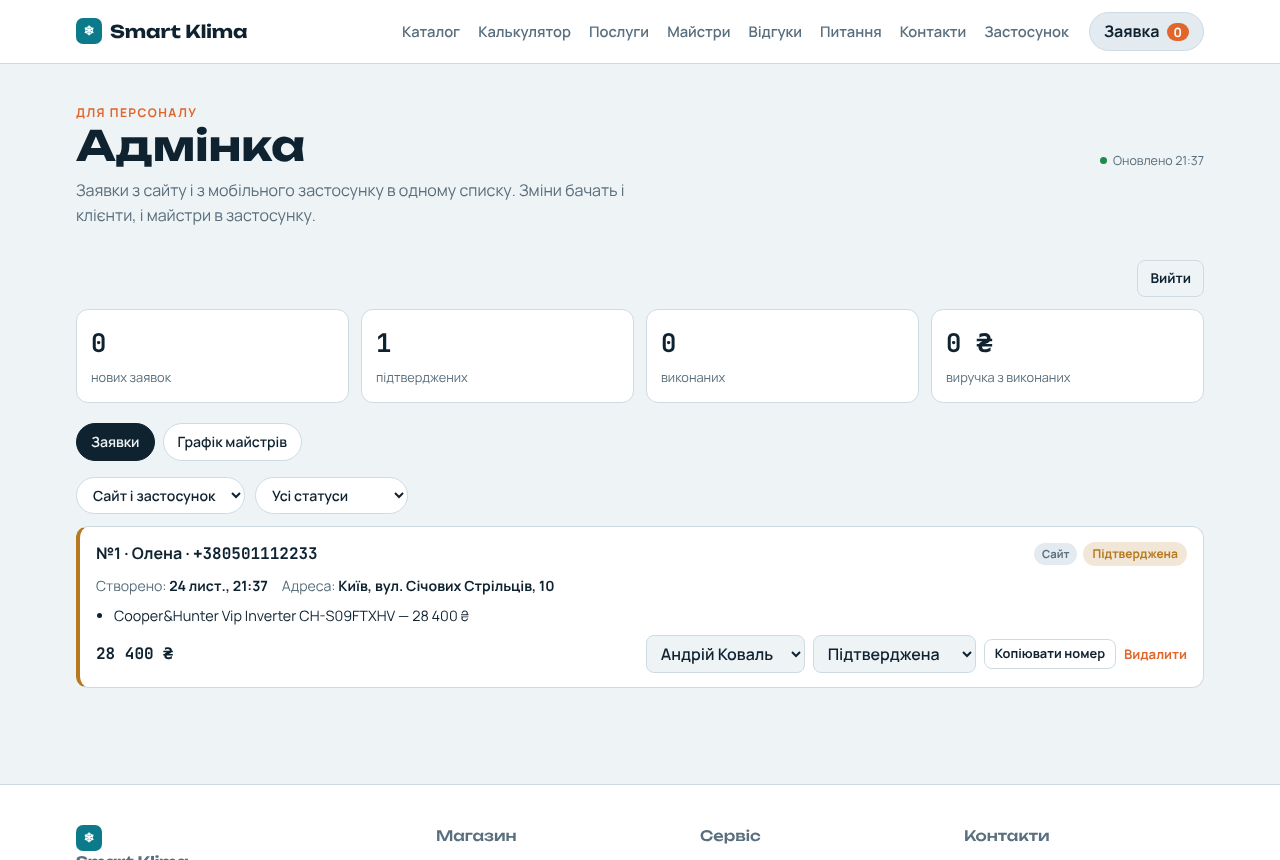 Smart Klima
Каталог Калькулятор Послуги Майстри Відгуки Питання Контакти Застосунок Заявка 0
ДЛЯ ПЕРСОНАЛУ
Адмінка
Оновлено 21:37
Заявки з сайту і з мобільного застосунку в одному списку. Зміни бачать і
клієнти, і майстри в застосунку.
Вийти
0 1 0 0 ₴
нових заявок підтверджених виконаних виручка з виконаних
Заявки Графік майстрів
Сайт і застосунок Усі статуси
№1 · Олена · +380501112233 Сайт Підтверджена
Створено: 24 лист., 21:37 Адреса: Київ, вул. Січових Стрільців, 10
• Cooper&Hunter Vip Inverter CH-S09FTXHV — 28 400 ₴
28 400 ₴ Андрій Коваль Підтверджена Копіювати номер Видалити
Магазин Сервіс Контакти
Smart Klima